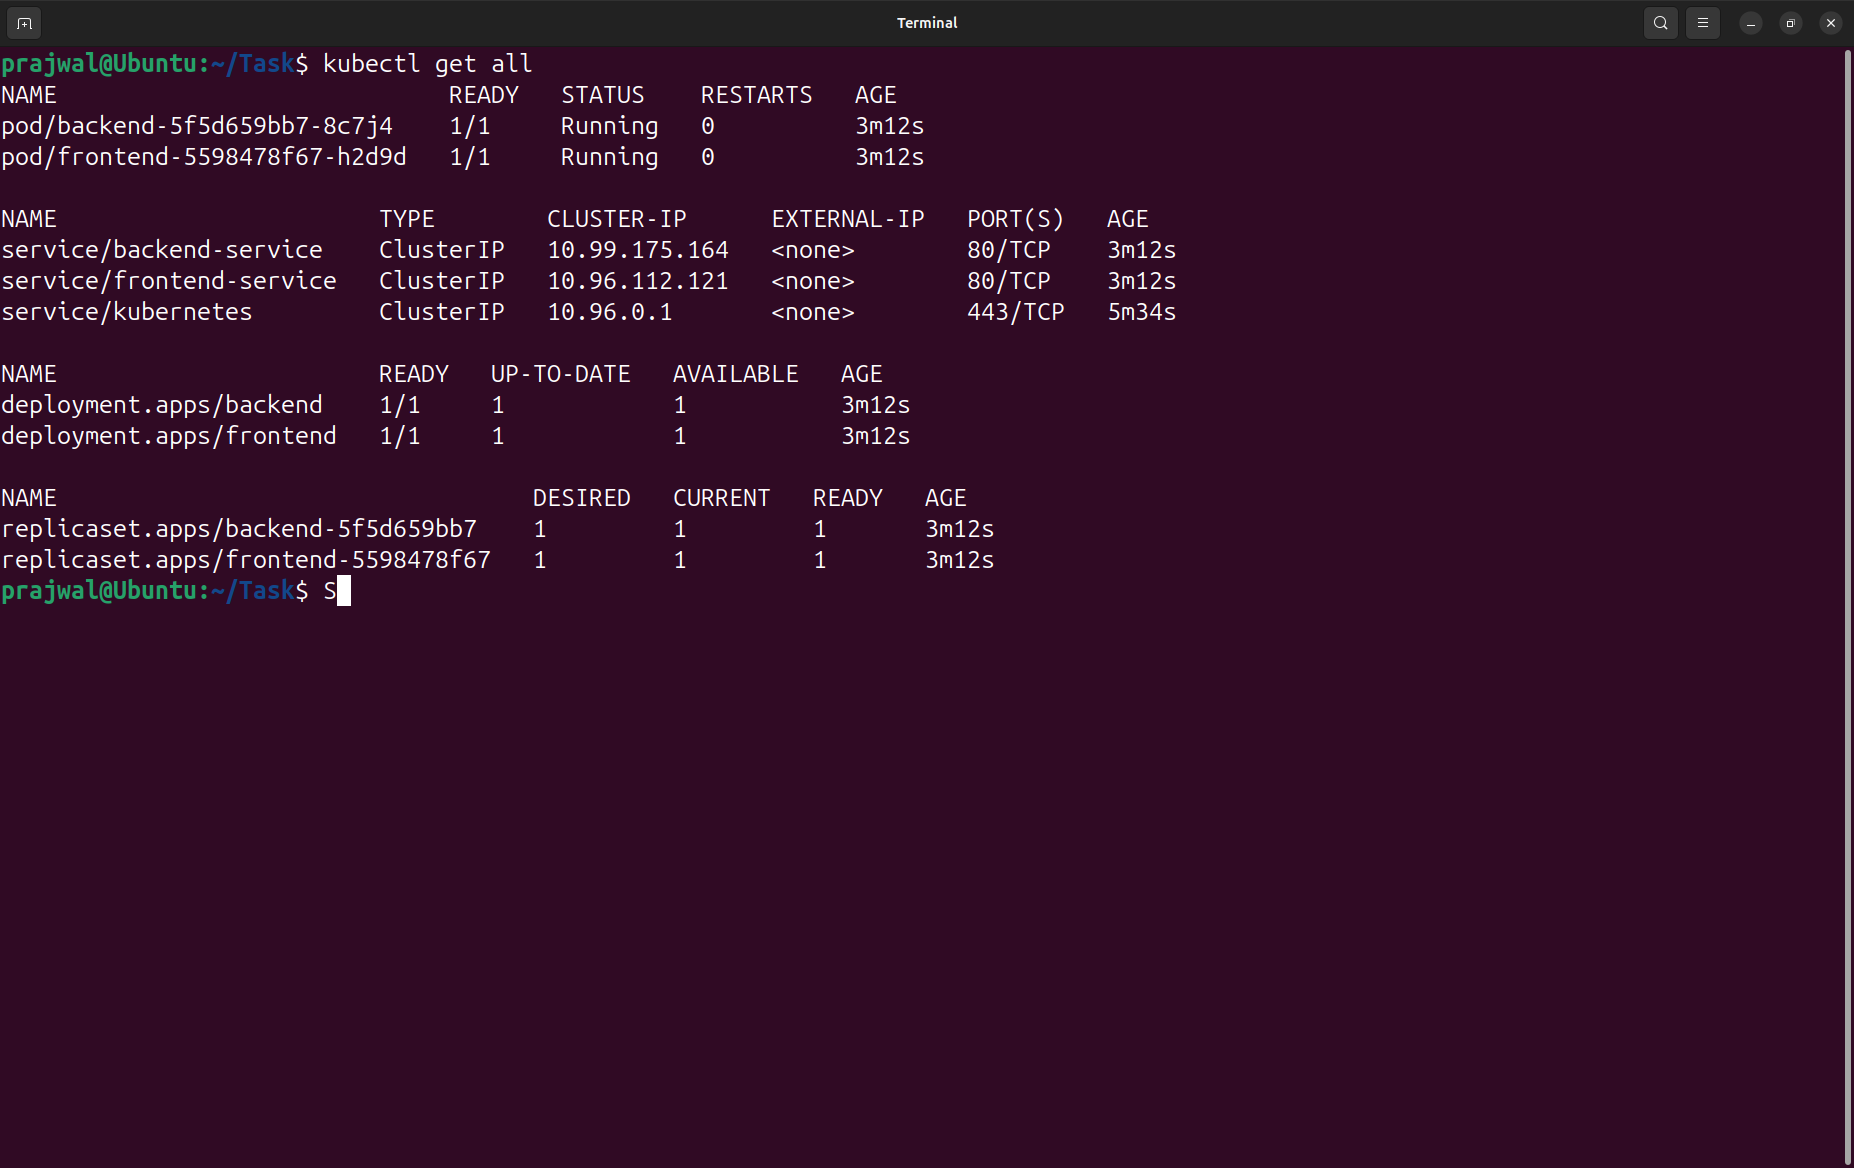 Terminal
prajwal@Ubuntu:~/Task$ kubectl get all
NAME                            READY   STATUS    RESTARTS   AGE
pod/backend-5f5d659bb7-8c7j4    1/1     Running   0          3m12s
pod/frontend-5598478f67-h2d9d   1/1     Running   0          3m12s

NAME                       TYPE        CLUSTER-IP      EXTERNAL-IP   PORT(S)   AGE
service/backend-service    ClusterIP   10.99.175.164   <none>        80/TCP    3m12s
service/frontend-service   ClusterIP   10.96.112.121   <none>        80/TCP    3m12s
service/kubernetes         ClusterIP   10.96.0.1       <none>        443/TCP   5m34s

NAME                       READY   UP-TO-DATE   AVAILABLE   AGE
deployment.apps/backend    1/1     1            1           3m12s
deployment.apps/frontend   1/1     1            1           3m12s

NAME                                  DESIRED   CURRENT   READY   AGE
replicaset.apps/backend-5f5d659bb7    1         1         1       3m12s
replicaset.apps/frontend-5598478f67   1         1         1       3m12s
prajwal@Ubuntu:~/Task$ S